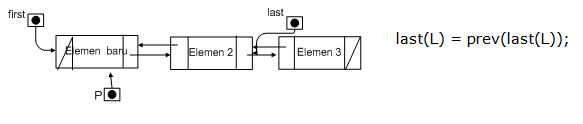 first
last
Elemen baru
Elemen 2
Elemen 3
last(L) = prev(last(L));
P